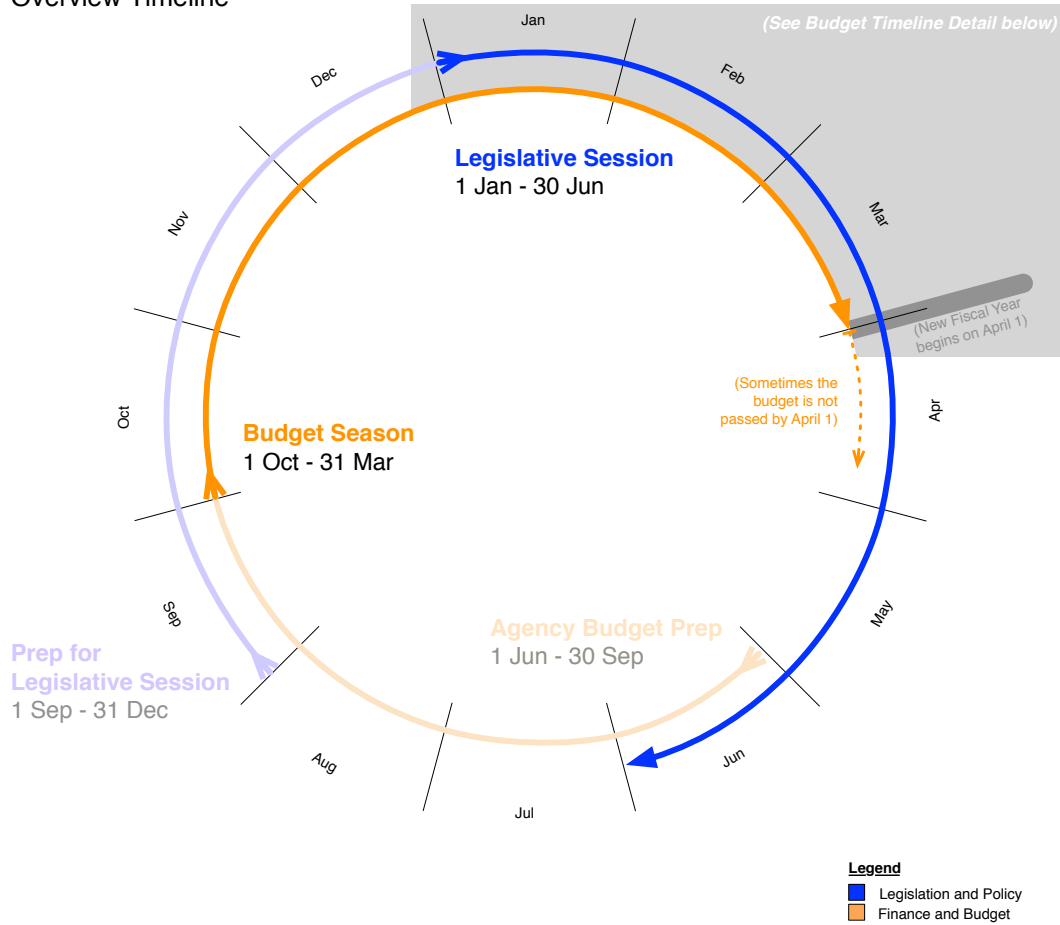 Overview Timeline
(See Budget Timeline Detail below)
Jan
Feb
Mar
Apr
May
Jun
Jul
Aug
Sep
Oct
Nov
Dec
Legislative Session
1 Jan - 30 Jun
(New Fiscal Year
begins on April 1)
(Sometimes the
budget is not
passed by April 1)
Budget Season
1 Oct - 31 Mar
Agency Budget Prep
1 Jun - 30 Sep
Prep for
Legislative Session
1 Sep - 31 Dec
Legend
Legislation and Policy
Finance and Budget